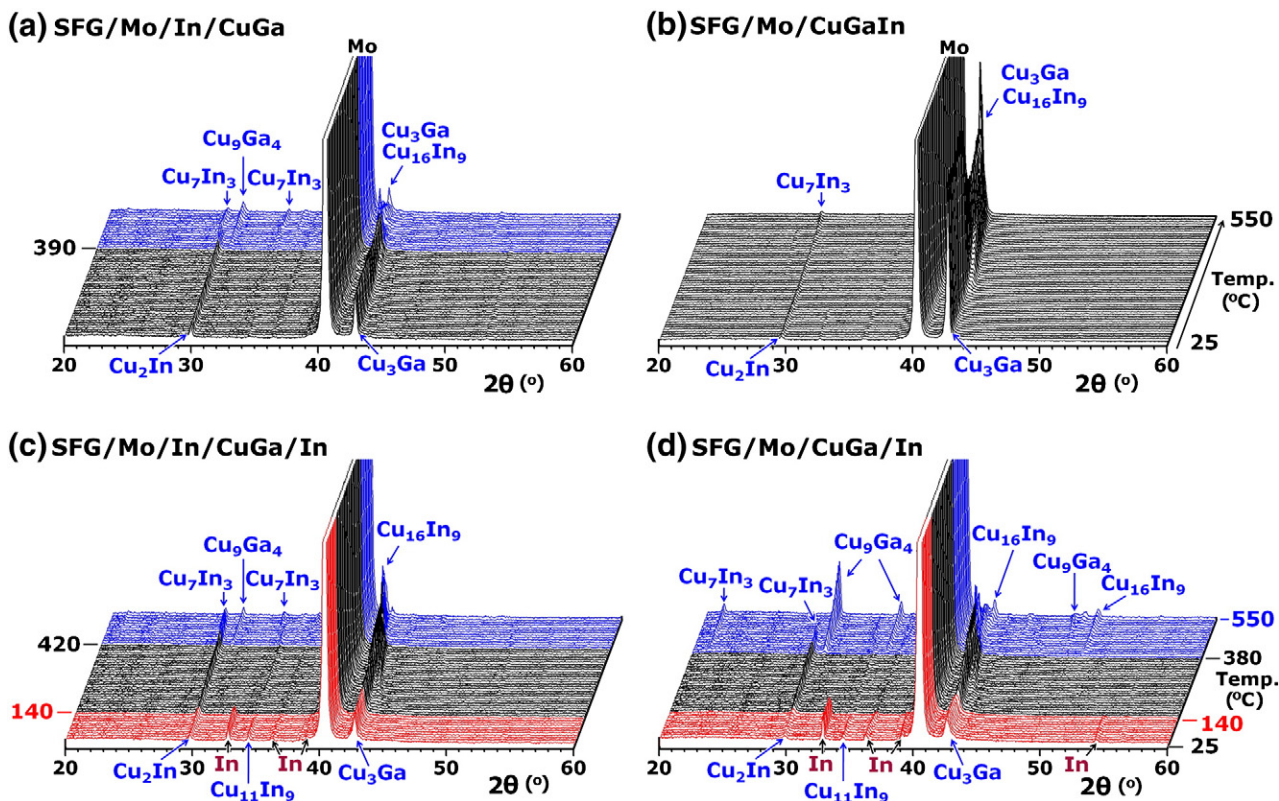 (a) SFG/Mo/In/CuGa
Mo
Cu₃Ga
Cu₁₆In₉
Cu₉Ga₄
Cu₇In₃
Cu₇In₃
390
20 30 40 50 60
Cu₂In
Cu₃Ga
2θ (º)
(b) SFG/Mo/CuGaIn
Mo
Cu₃Ga
Cu₁₆In₉
Cu₇In₃
550
Temp.
(ºC)
25
20 30 40 50 60
Cu₂In
Cu₃Ga
2θ (º)
(c) SFG/Mo/In/CuGa/In
Cu₁₆In₉
Cu₉Ga₄
Cu₇In₃
Cu₇In₃
420
140
20 30 40 50 60
Cu₂In
In
In
Cu₃Ga
2θ (º)
Cu₁₁In₉
(d) SFG/Mo/CuGa/In
Cu₉Ga₄
Cu₁₆In₉
Cu₇In₃
Cu₇In₃
Cu₉Ga₄
Cu₁₆In₉
550
380
Temp.
(ºC)
140
25
20 30 40 50 60
Cu₂In
In
In
Cu₃Ga
In
2θ (º)
Cu₁₁In₉